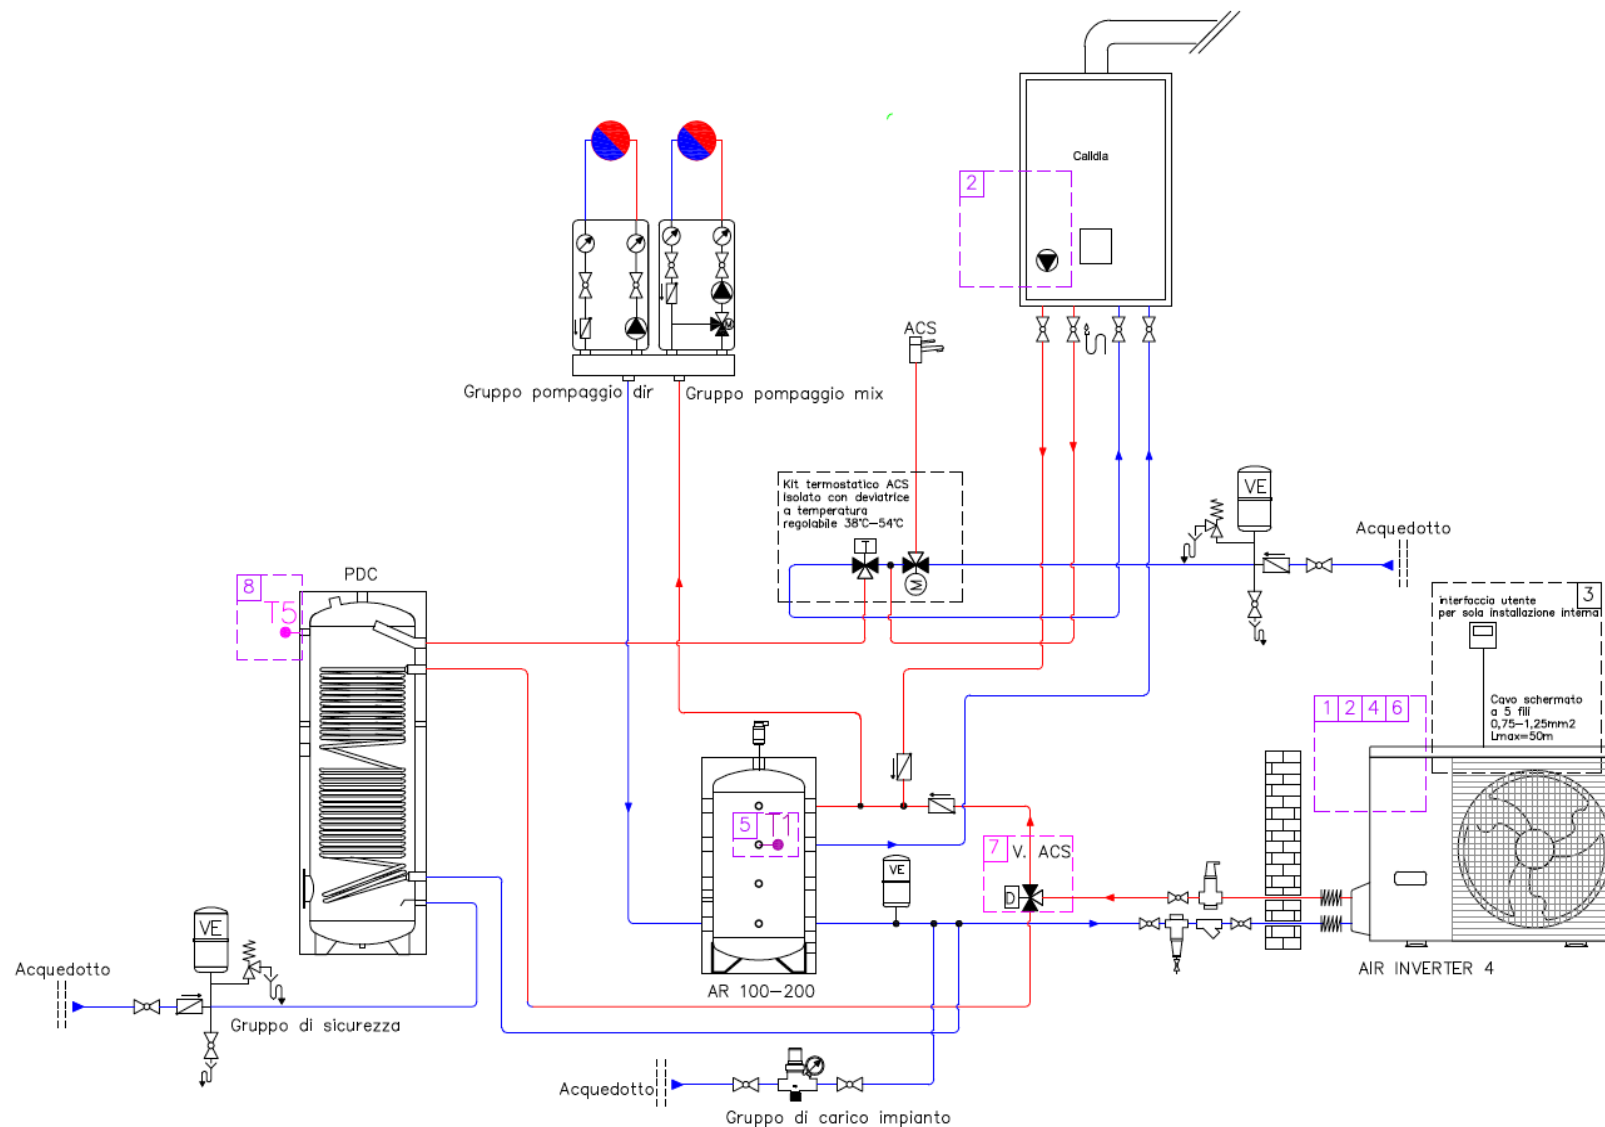 Calldla
2
ACS
Gruppo pompaggio dir
Gruppo pompaggio mix
Kit termostatico ACS
isolato con deviatrice
a temperatura
regolabile 38°C–54°C
T
M
M
VE
Acquedotto
8
T5
PDC
3
interfaccia utente
per sola installazione interna
Cavo schermato
a 5 fili
0,75–1,25mm2
Lmax=50m
1 2 4 6
5
T1
7
V. ACS
D
VE
VE
AIR INVERTER 4
AR 100–200
Acquedotto
Gruppo di sicurezza
Acquedotto
Gruppo di carico impianto